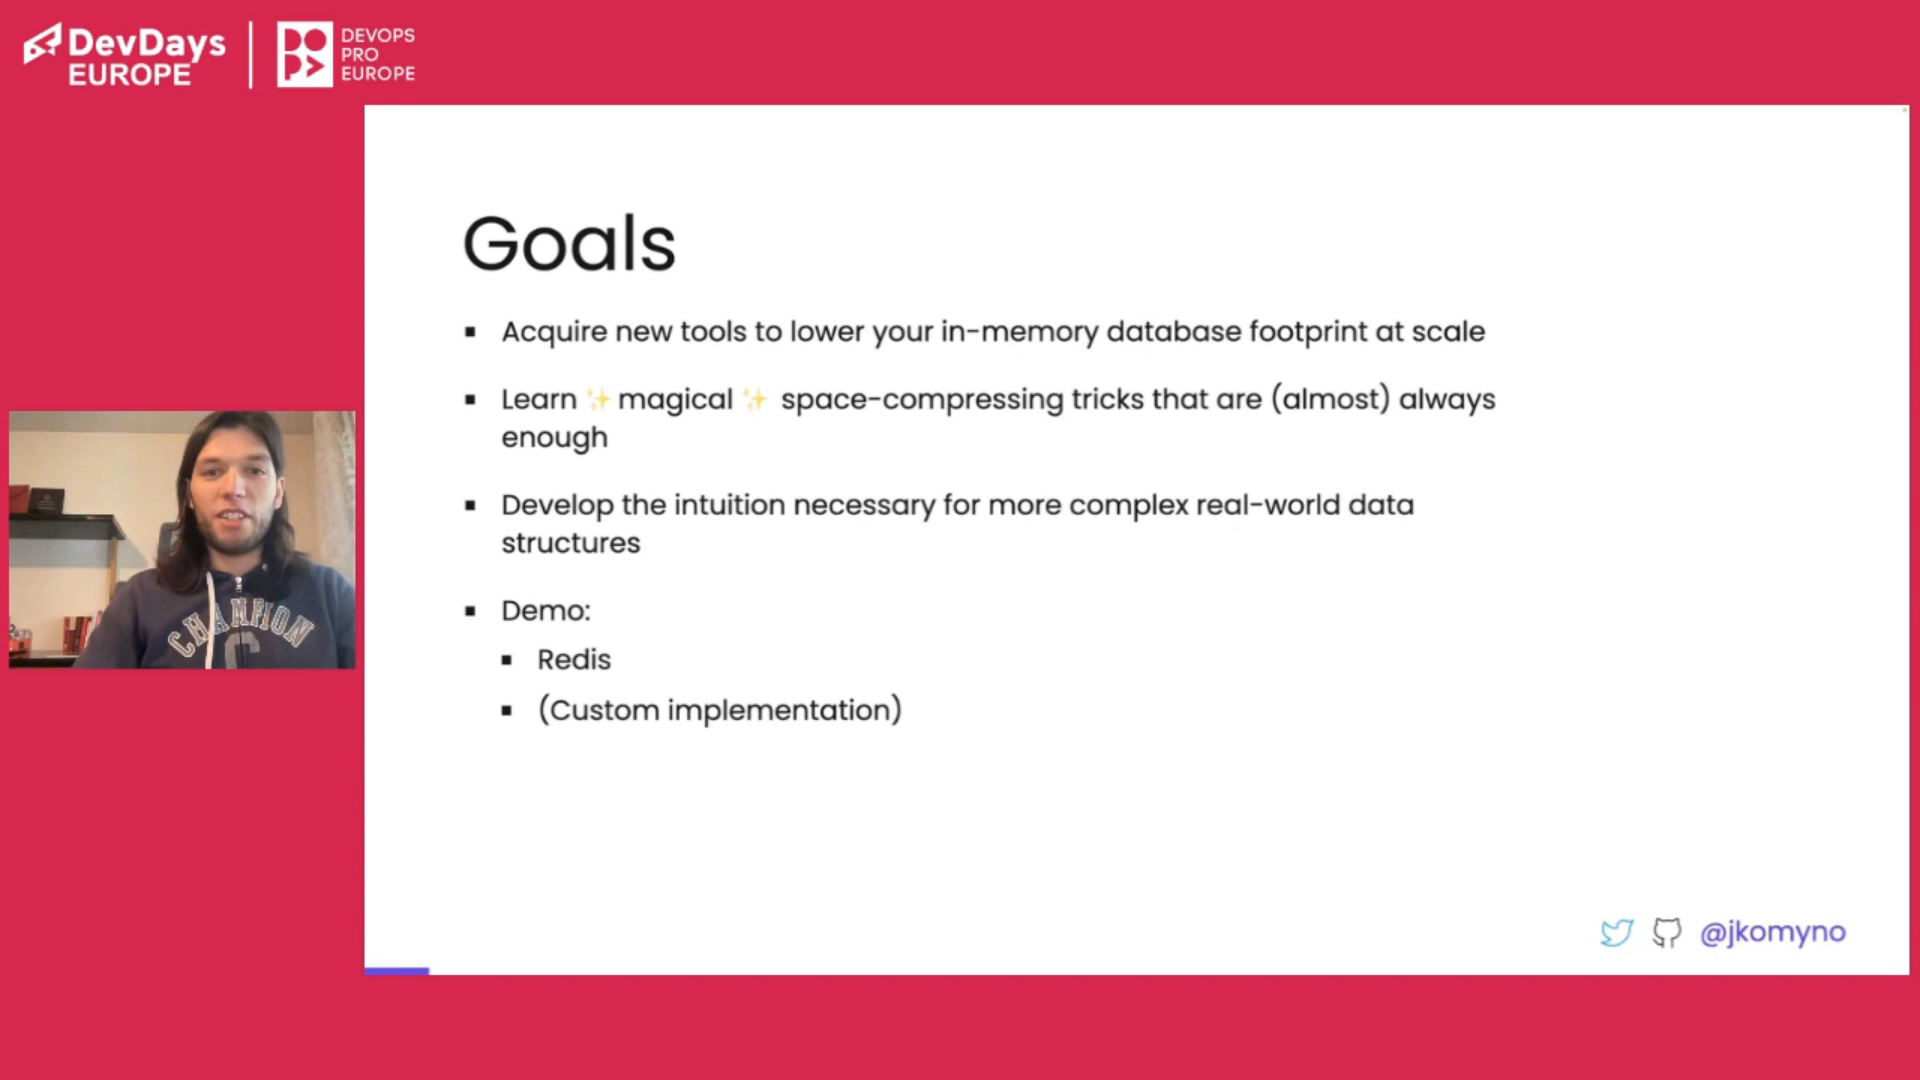 DevDays
EUROPE
DEVOPS
PRO
EUROPE
Goals
▪ Acquire new tools to lower your in-memory database footprint at scale
▪ Learn ✨ magical ✨ space-compressing tricks that are (almost) always
enough
▪ Develop the intuition necessary for more complex real-world data
structures
▪ Demo:
▪ Redis
▪ (Custom implementation)
CHAMPION
C
@jkomyno